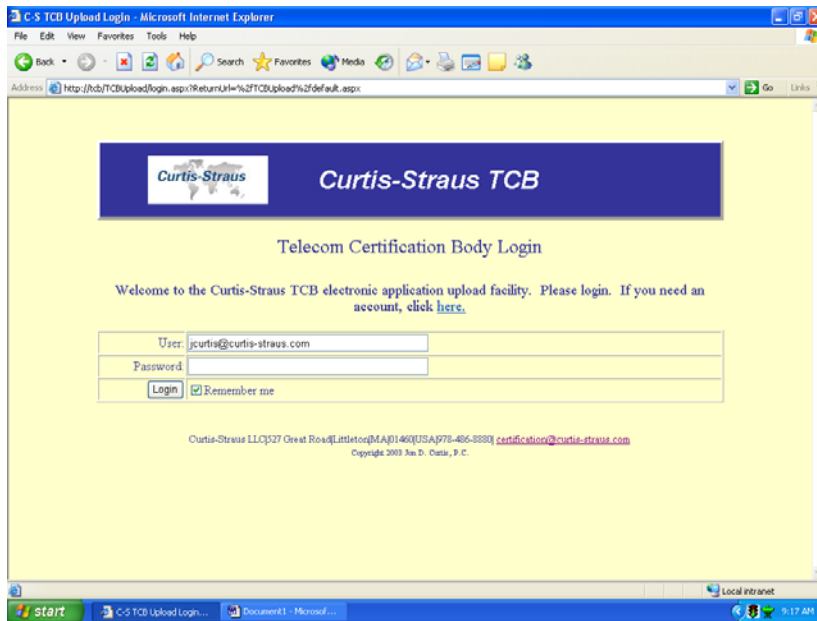 C-S TCB Upload Login - Microsoft Internet Explorer
File Edit View Favorites Tools Help
Back Search Favorites Media
Address http://tcb/TCBUpload/login.aspx?ReturnUrl=%2fTCBUpload%2fdefault.aspx Go Links
Curtis-Straus Curtis-Straus TCB
Telecom Certification Body Login
Welcome to the Curtis-Straus TCB electronic application upload facility. Please login. If you need an
account, click here.
User: jcurtis@curtis-straus.com
Password:
Login Remember me
Curtis-Straus LLC|527 Great Road|Littleton|MA|01460|USA|978-486-8880| certification@curtis-straus.com
Copyright 2003 Jon D. Curtis, P.C.
Local intranet
start C-S TCB Upload Login... Document1 - Microsof... 9:17 AM